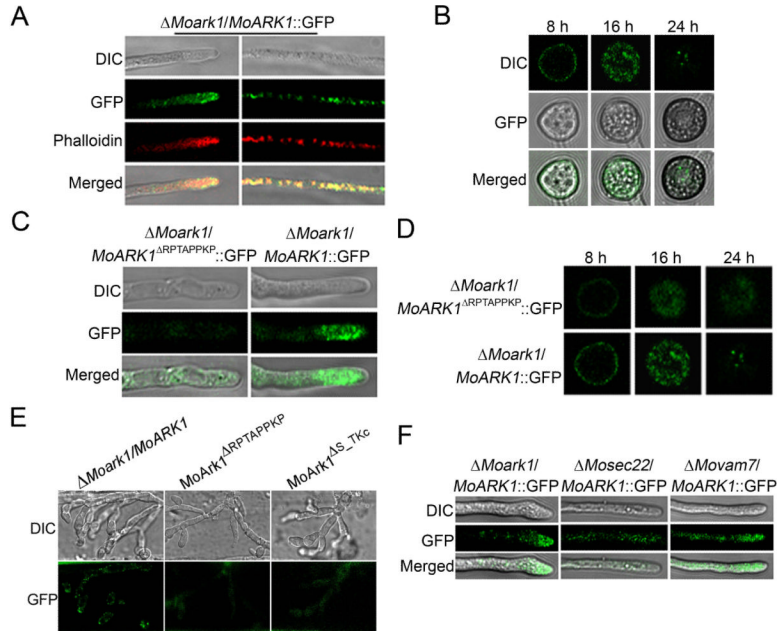 A
ΔMoark1/MoARK1::GFP
DIC
GFP
Phalloidin
Merged
B
8 h 16 h 24 h
DIC
GFP
Merged
C
ΔMoark1/ ΔMoark1/
MoARK1ΔRPTAPPKP::GFP MoARK1::GFP
DIC
GFP
Merged
D
8 h 16 h 24 h
ΔMoark1/
MoARK1ΔRPTAPPKP::GFP
ΔMoark1/
MoARK1::GFP
E
ΔMoark1/MoARK1 MoArk1ΔRPTAPPKP MoArk1ΔS_TKc
DIC
GFP
F
ΔMoark1/ ΔMosec22/ ΔMovam7/
MoARK1::GFP MoARK1::GFP MoARK1::GFP
DIC
GFP
Merged